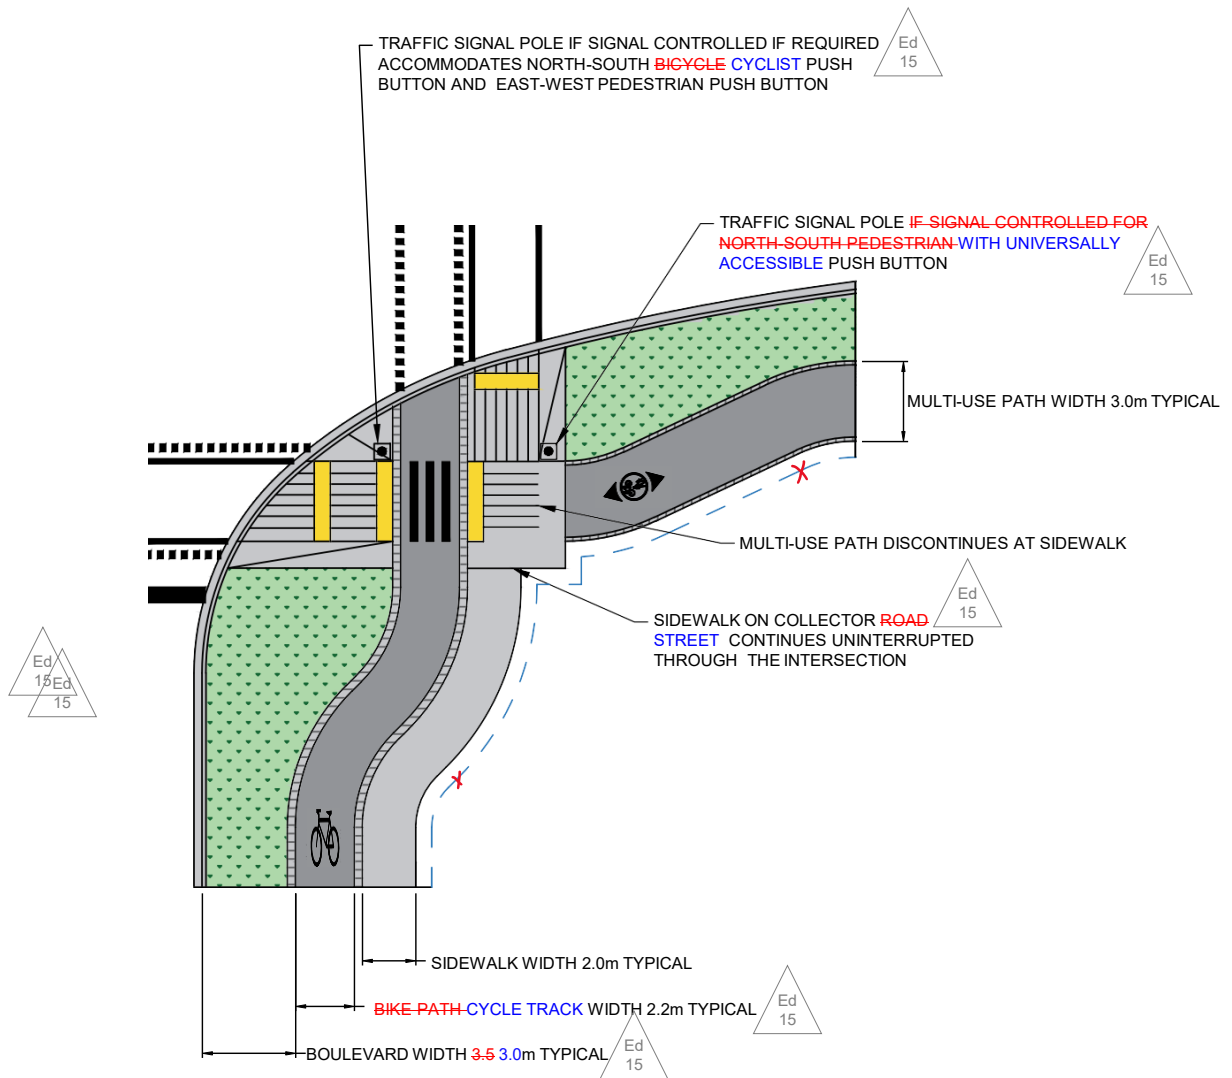 TRAFFIC SIGNAL POLE IF SIGNAL CONTROLLED IF REQUIRED
ACCOMMODATES NORTH-SOUTH BICYCLE CYCLIST PUSH
BUTTON AND EAST-WEST PEDESTRIAN PUSH BUTTON
Ed
15
TRAFFIC SIGNAL POLE IF SIGNAL CONTROLLED FOR
NORTH-SOUTH PEDESTRIAN WITH UNIVERSALLY
ACCESSIBLE PUSH BUTTON
Ed
15
MULTI-USE PATH WIDTH 3.0m TYPICAL
MULTI-USE PATH DISCONTINUES AT SIDEWALK
SIDEWALK ON COLLECTOR ROAD
STREET CONTINUES UNINTERRUPTED
THROUGH THE INTERSECTION
Ed
15
Ed
15
Ed
15
SIDEWALK WIDTH 2.0m TYPICAL
BIKE PATH CYCLE TRACK WIDTH 2.2m TYPICAL
Ed
15
BOULEVARD WIDTH 3.5 3.0m TYPICAL
Ed
15